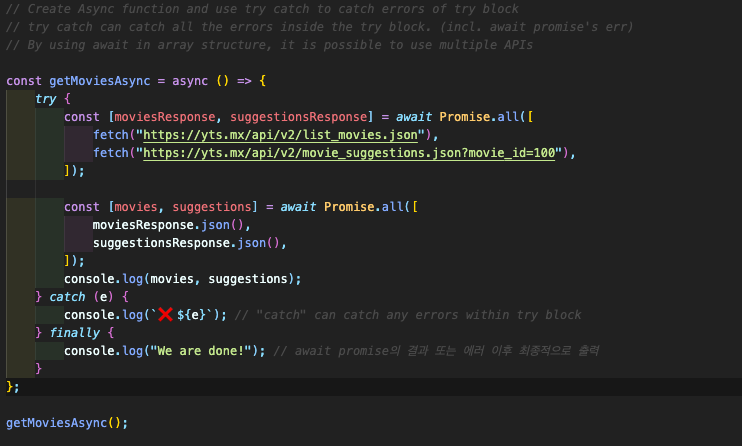 // Create Async function and use try catch to catch errors of try block
// try catch can catch all the errors inside the try block. (incl. await promise's err)
// By using await in array structure, it is possible to use multiple APIs
const getMoviesAsync = async () => {
try {
const [moviesResponse, suggestionsResponse] = await Promise.all([
fetch("https://yts.mx/api/v2/list_movies.json"),
fetch("https://yts.mx/api/v2/movie_suggestions.json?movie_id=100"),
]);
const [movies, suggestions] = await Promise.all([
moviesResponse.json(),
suggestionsResponse.json(),
]);
console.log(movies, suggestions);
} catch (e) {
console.log(`❌ ${e}`); // "catch" can catch any errors within try block
} finally {
console.log("We are done!"); // await promise의 결과 또는 에러 이후 최종적으로 출력
}
};
getMoviesAsync();